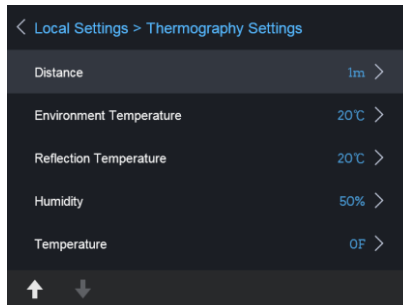 Local Settings > Thermography Settings
Distance 1m
Environment Temperature 20℃
Reflection Temperature 20℃
Humidity 50%
Temperature 0F